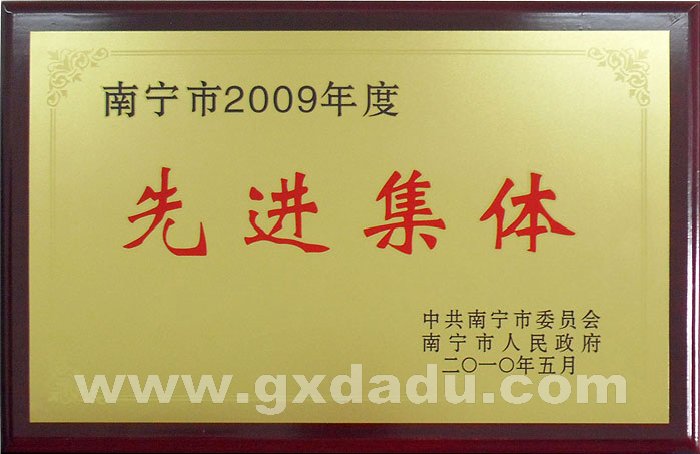 南宁市2009年度
先进集体
中共南宁市委员会
南宁市人民政府
二〇一〇年五月
www.gxdadu.com